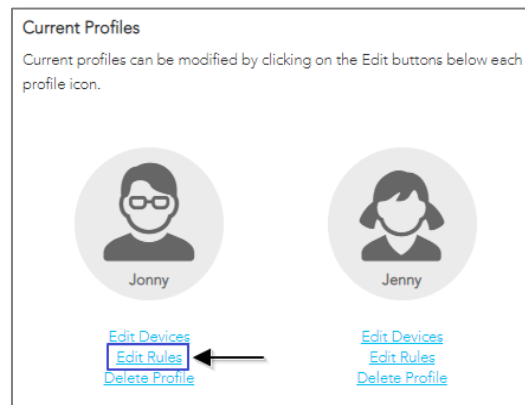 Current Profiles
Current profiles can be modified by clicking on the Edit buttons below each
profile icon.
Jonny
Jenny
Edit Devices
Edit Rules
Delete Profile
Edit Devices
Edit Rules
Delete Profile